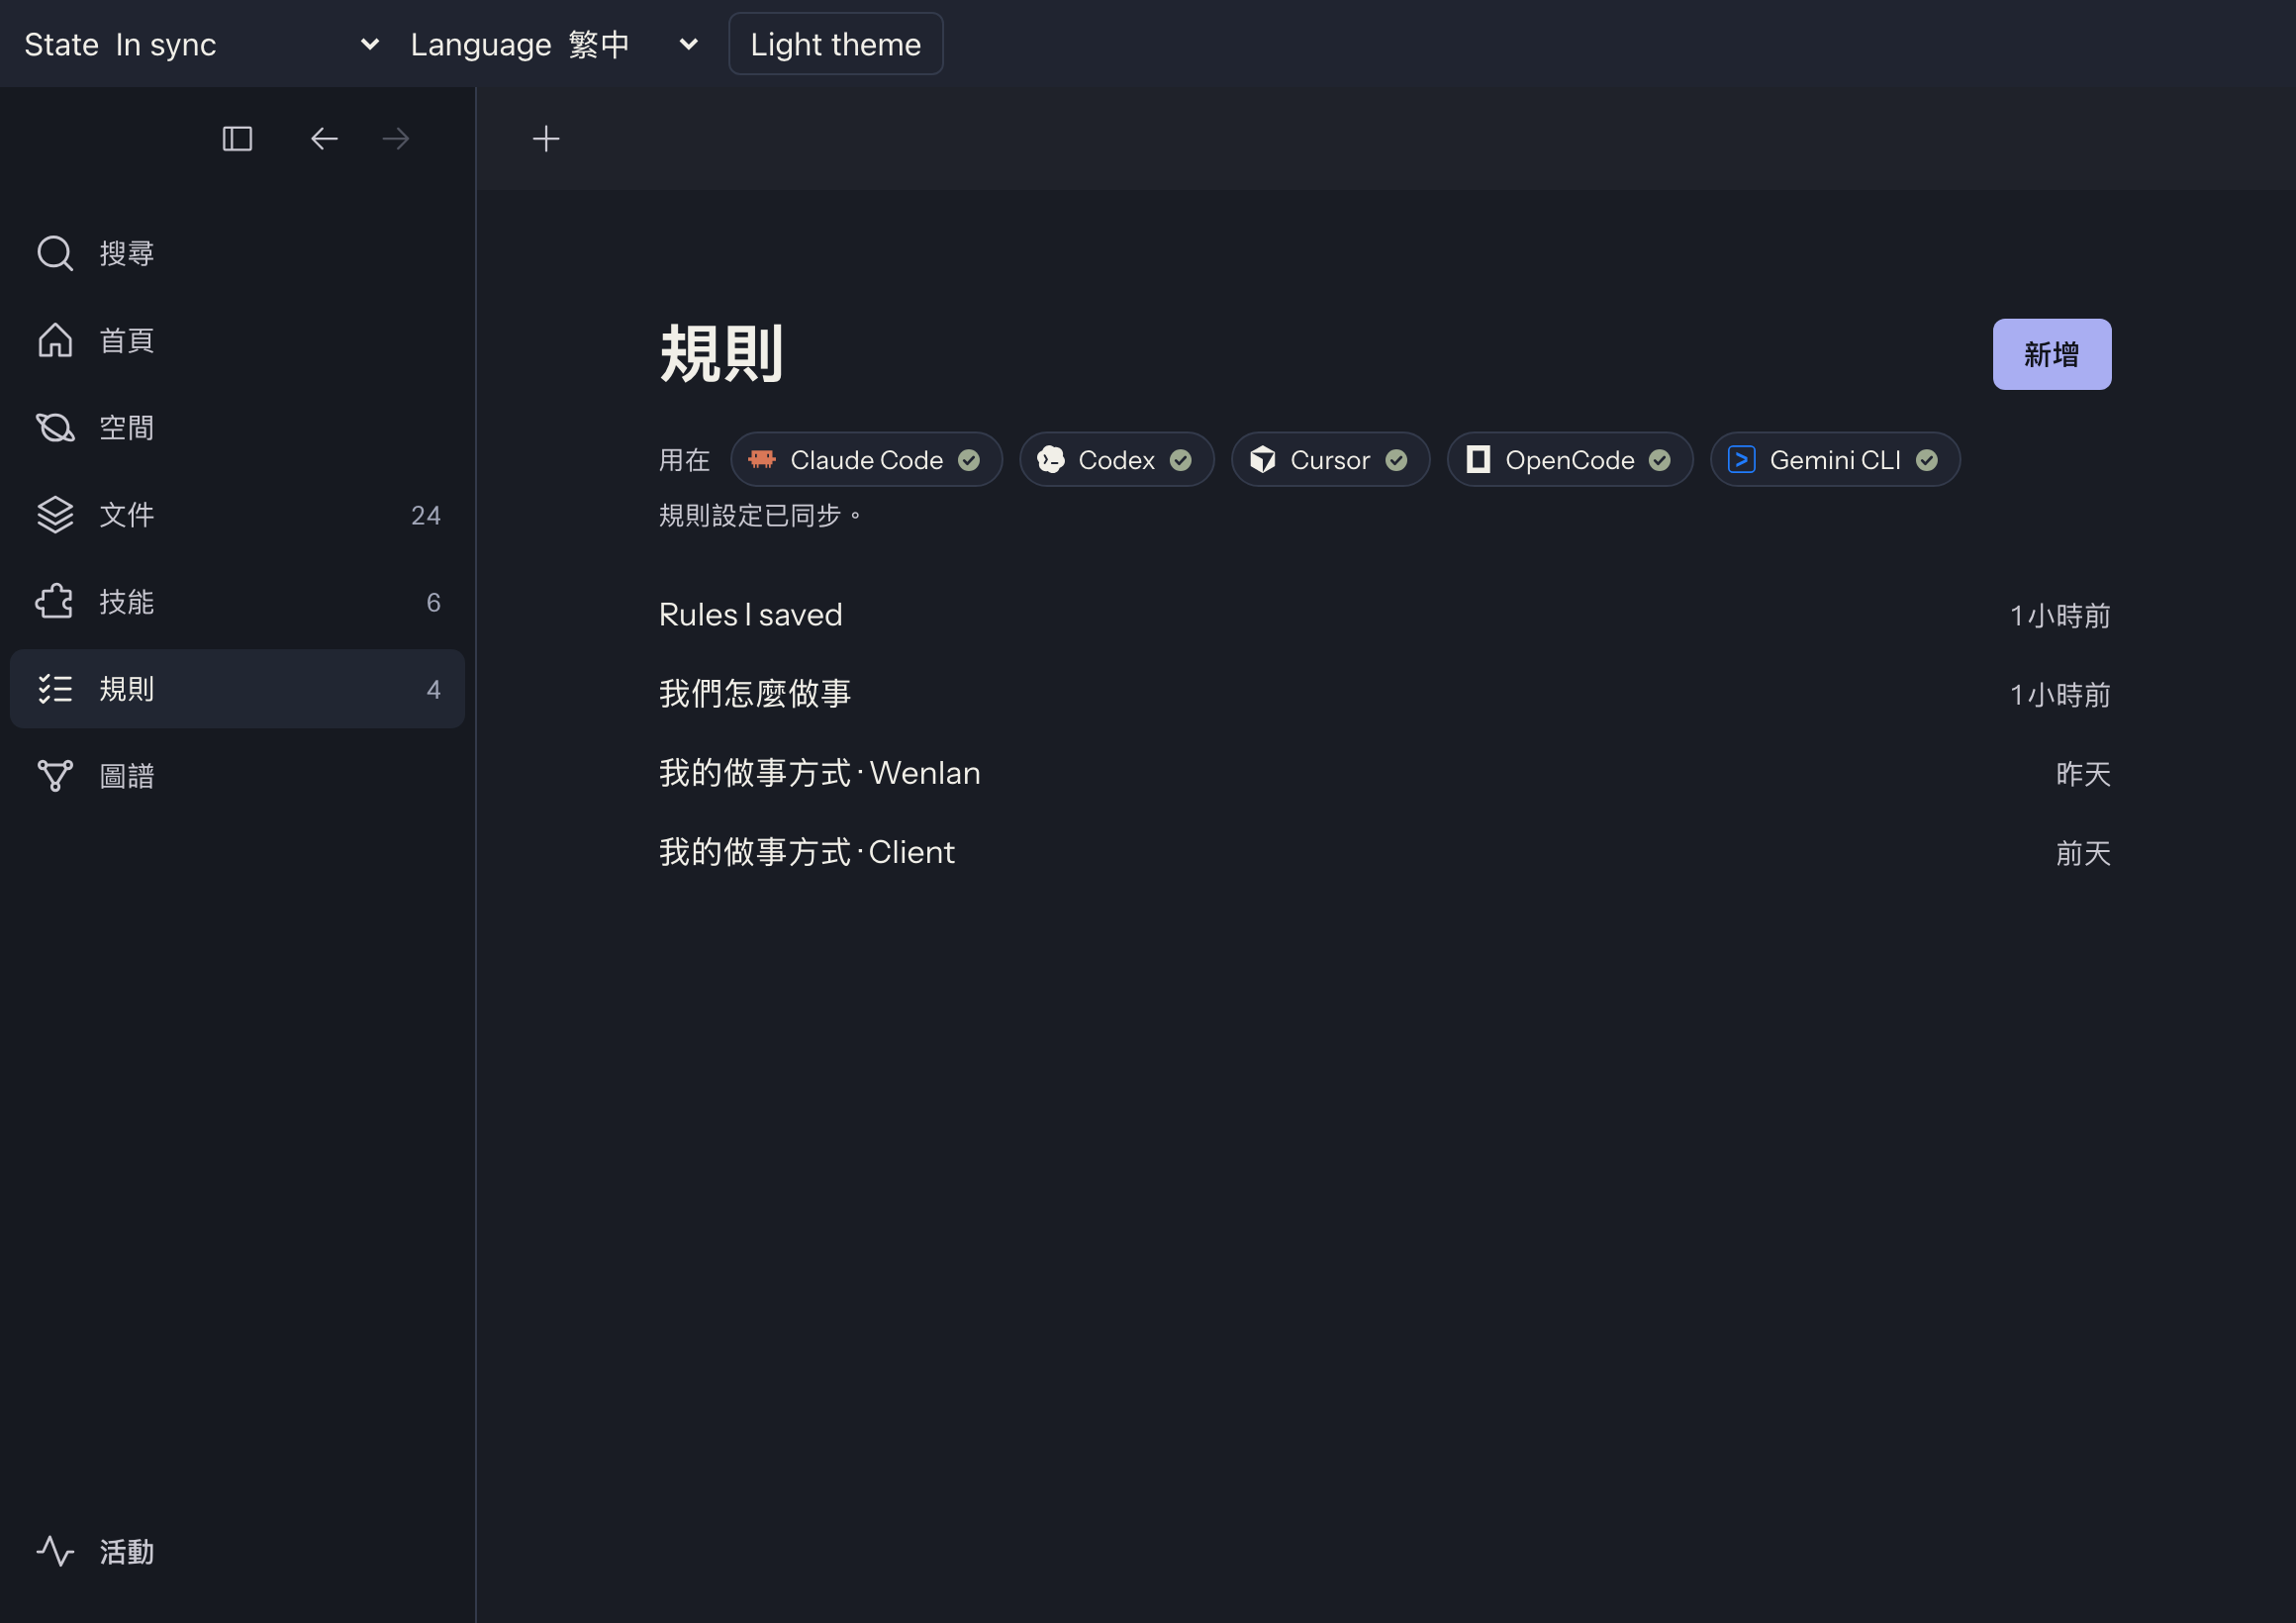 State In sync Language 繁中 Light theme
搜尋
首頁
空間
文件 24
技能 6
規則 4
圖譜
活動
規則 新增
用在 Claude Code Codex Cursor OpenCode Gemini CLI
規則設定已同步。
Rules I saved 1 小時前
我們怎麼做事 1 小時前
我的做事方式 · Wenlan 昨天
我的做事方式 · Client 前天